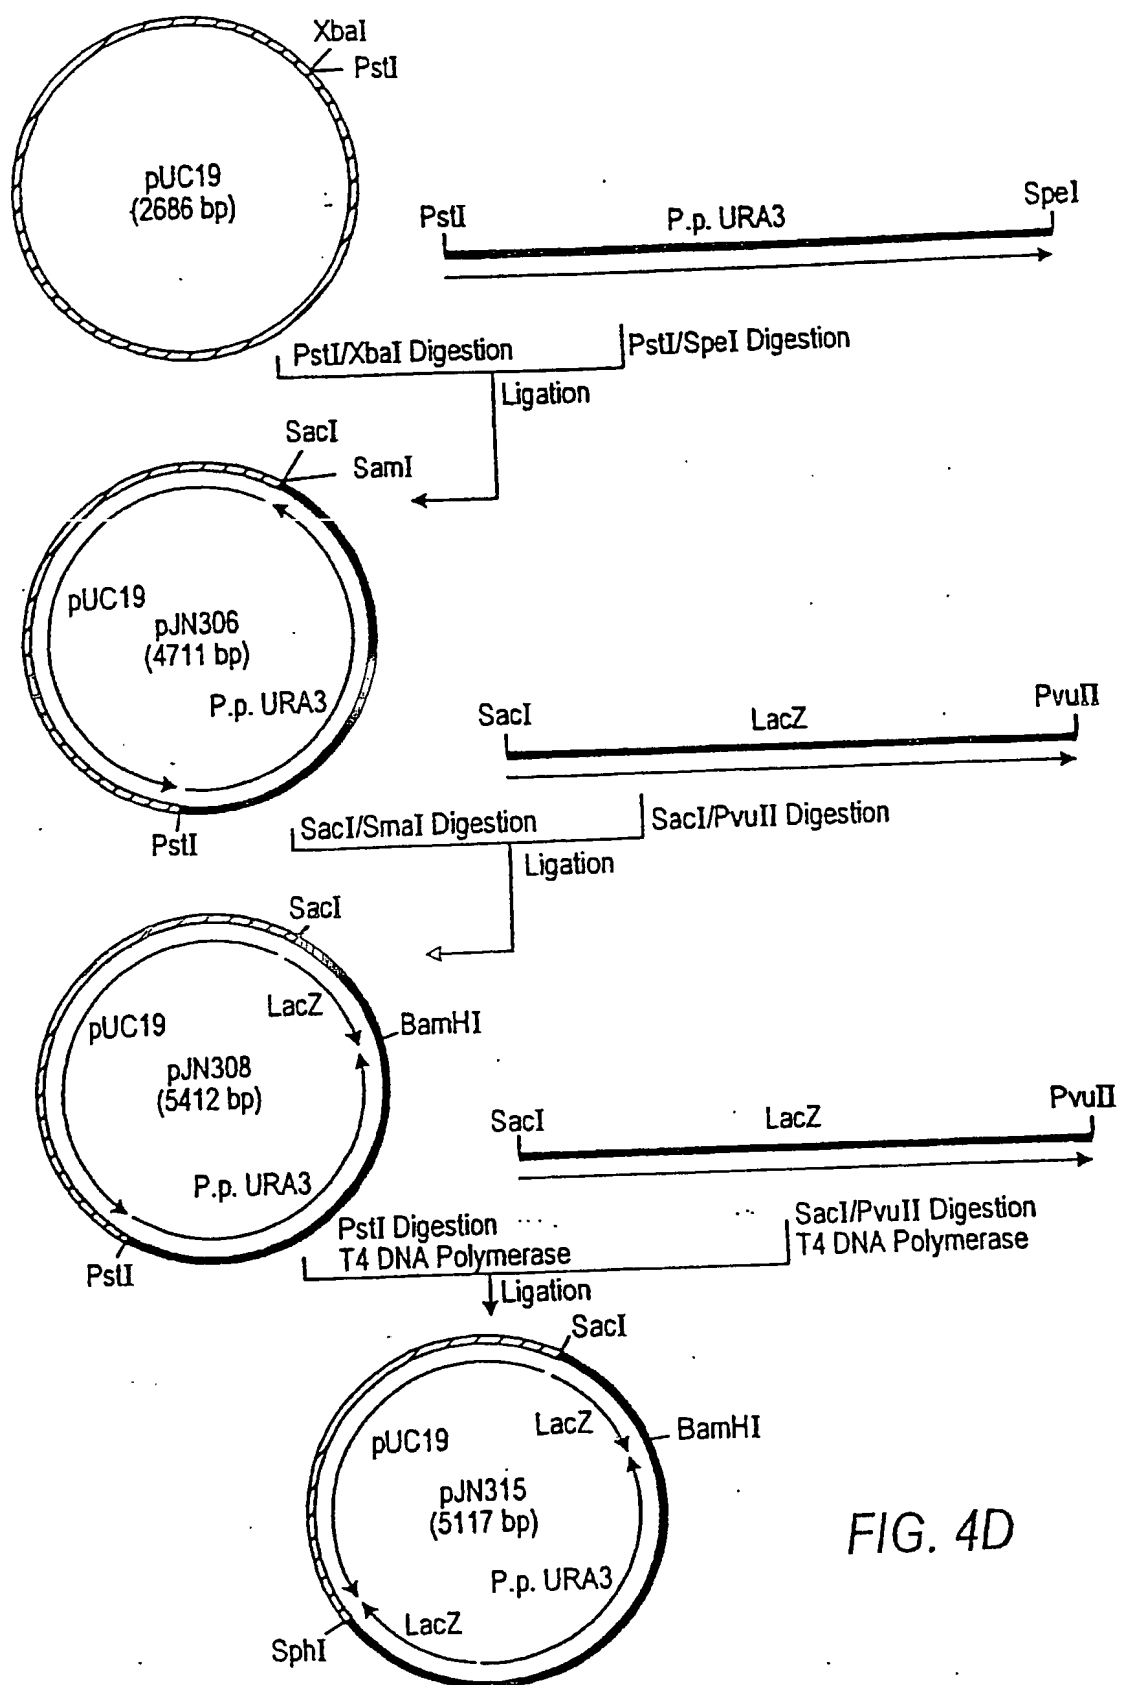 XbaI
PstI
pUC19
(2686 bp)
PstI
P.p. URA3
SpeI
PstI/XbaI Digestion
PstI/SpeI Digestion
Ligation
SacI
SamI
pUC19
pJN306
(4711 bp)
P.p. URA3
PstI
SacI
LacZ
PvuII
SacI/SmaI Digestion
SacI/PvuII Digestion
Ligation
SacI
LacZ
pUC19
BamHI
pJN308
(5412 bp)
P.p. URA3
PstI
SacI
LacZ
PvuII
PstI Digestion
T4 DNA Polymerase
SacI/PvuII Digestion
T4 DNA Polymerase
Ligation
SacI
LacZ
pUC19
BamHI
pJN315
(5117 bp)
P.p. URA3
LacZ
SphI
FIG. 4D